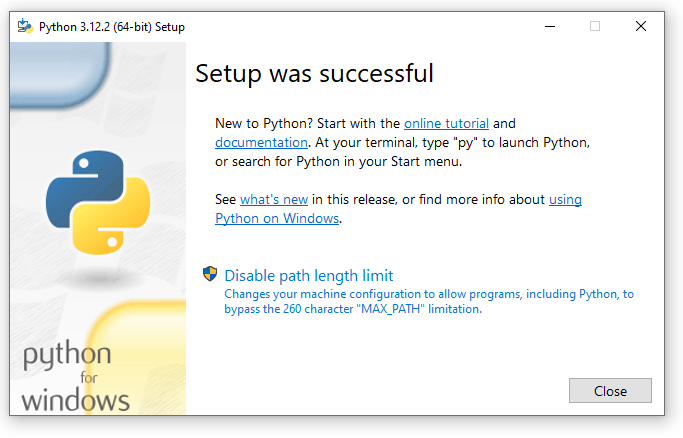 Python 3.12.2 (64-bit) Setup
Setup was successful
New to Python? Start with the online tutorial and
documentation. At your terminal, type "py" to launch Python,
or search for Python in your Start menu.
See what's new in this release, or find more info about using
Python on Windows.
Disable path length limit
Changes your machine configuration to allow programs, including Python, to
bypass the 260 character "MAX_PATH" limitation.
python
for
windows
Close